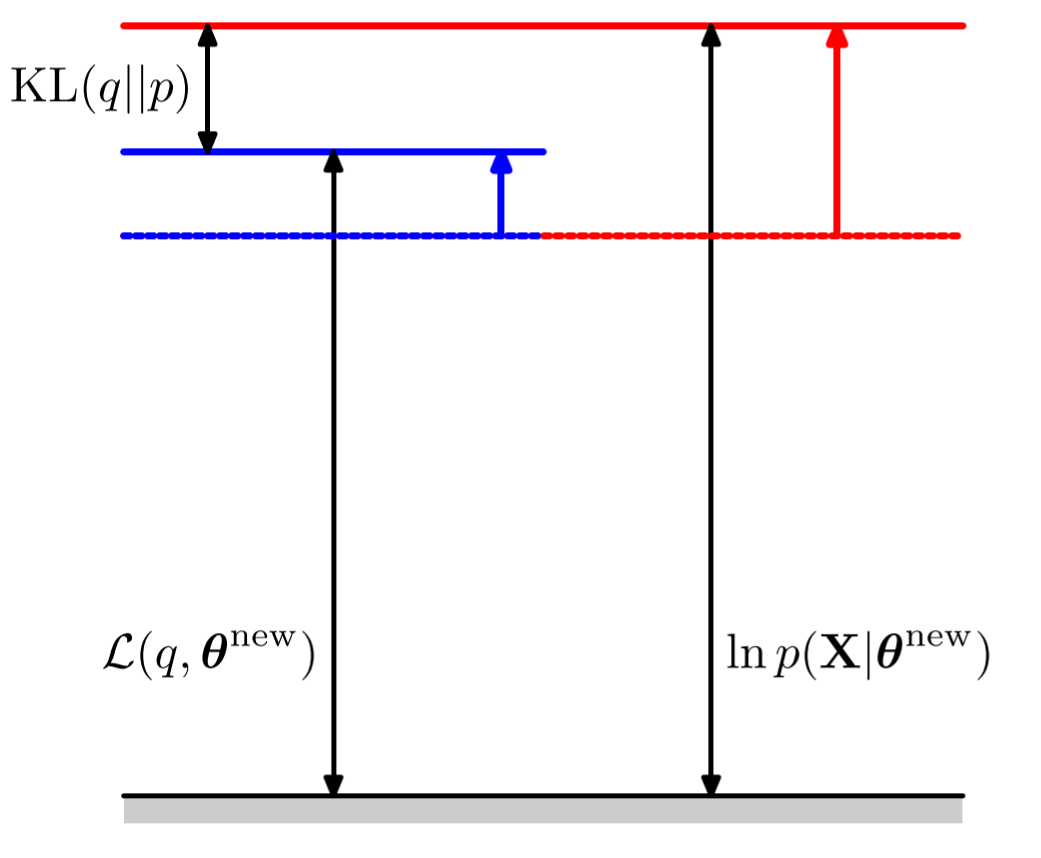 KL(q||p)
ℒ(q, θ^new)
ln p(X|θ^new)